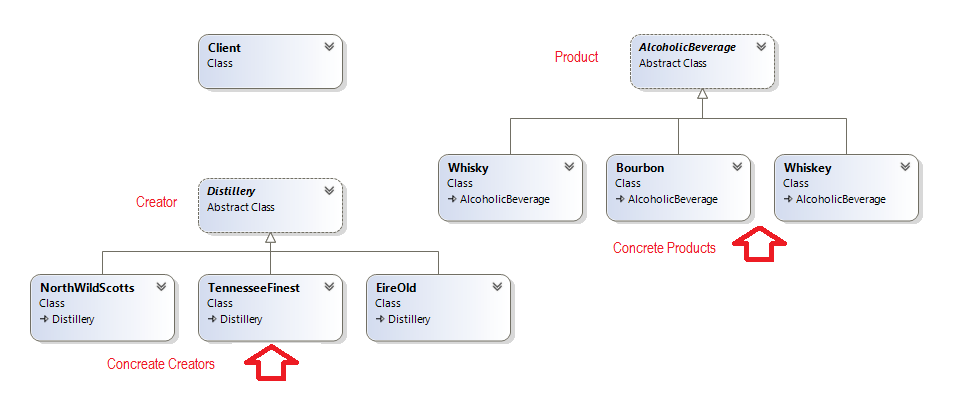 Client
Class
Product
AlcoholicBeverage
Abstract Class
Whisky
Class
AlcoholicBeverage
Bourbon
Class
AlcoholicBeverage
Whiskey
Class
AlcoholicBeverage
Concrete Products
Creator
Distillery
Abstract Class
NorthWildScotts
Class
Distillery
TennesseeFinest
Class
Distillery
EireOld
Class
Distillery
Concreate Creators